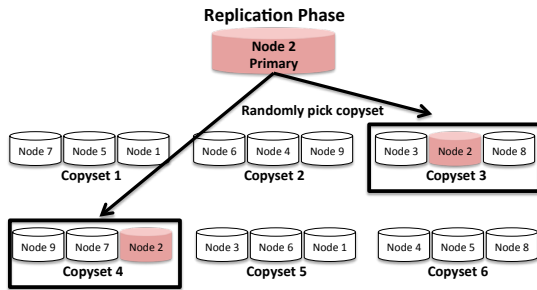 Replication Phase
Node 2
Primary
Randomly pick copyset
Node 7 Node 5 Node 1
Copyset 1
Node 6 Node 4 Node 9
Copyset 2
Node 3 Node 2 Node 8
Copyset 3
Node 9 Node 7 Node 2
Copyset 4
Node 3 Node 6 Node 1
Copyset 5
Node 4 Node 5 Node 8
Copyset 6